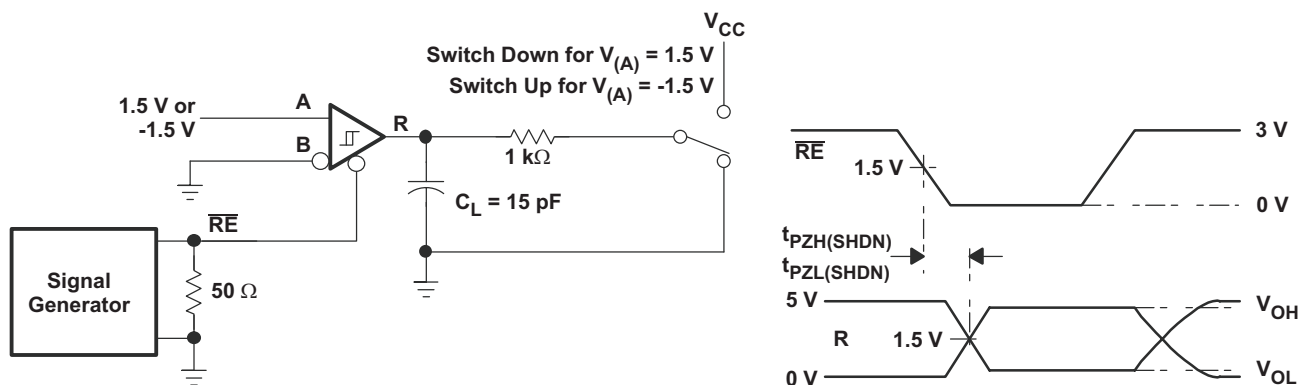 V_CC
Switch Down for V_(A) = 1.5 V
Switch Up for V_(A) = -1.5 V
1.5 V or
-1.5 V
A
B
R
1 kΩ
C_L = 15 pF
RE
Signal
Generator
50 Ω
RE
3 V
1.5 V
0 V
t_PZH(SHDN)
t_PZL(SHDN)
5 V
V_OH
R
1.5 V
0 V
V_OL